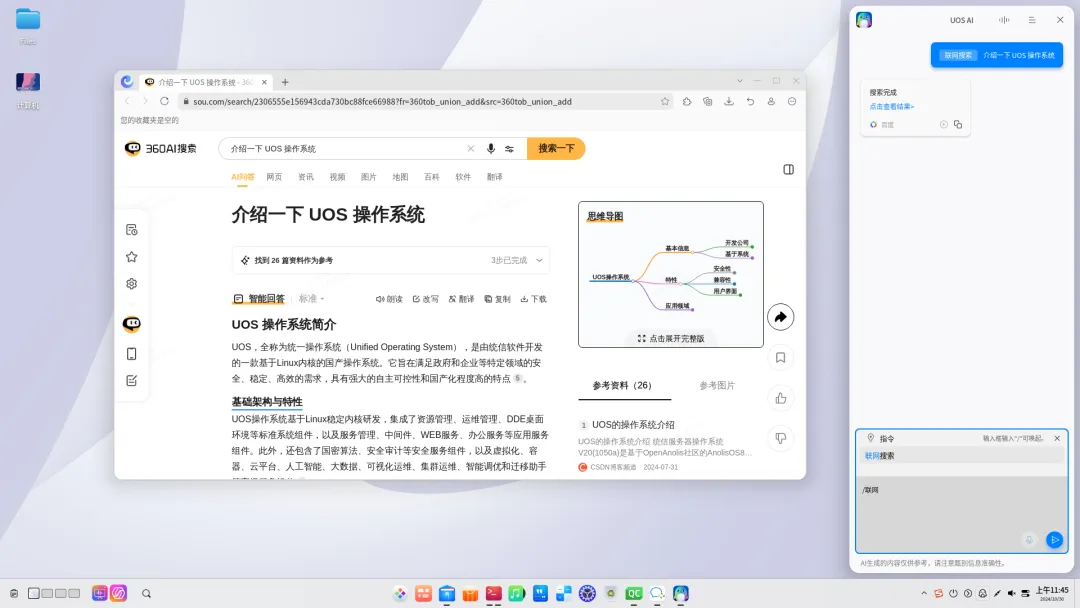 Files
计算机
介绍一下 UOS 操作系统 - 360
sou.com/search/2306555e156943cda730bc88fce66988?fr=360tob_union_add&src=360tob_union_add
您的收藏夹是空的
360AI搜索
介绍一下 UOS 操作系统
搜索一下
AI问答 网页 资讯 视频 图片 地图 百科 软件 翻译
介绍一下 UOS 操作系统
找到 26 篇资料作为参考
3步已完成
智能回答 标准
朗读 改写 翻译 复制 下载
UOS 操作系统简介
UOS，全称为统一操作系统（Unified Operating System），是由统信软件开发
的一款基于Linux内核的国产操作系统。它旨在满足政府和企业等特定领域的安
全、稳定、高效的需求，具有强大的自主可控性和国产化程度高的特点 5 。
基础架构与特性
UOS操作系统基于Linux稳定内核研发，集成了资源管理、运维管理、DDE桌面
环境等标准系统组件，以及服务管理、中间件、WEB服务、办公服务等应用服务
组件。此外，还包含了国密算法、安全审计等安全服务组件，以及虚拟化、容
器、云平台、人工智能、大数据、可视化运维、集群运维、智能调优和迁移助手
思维导图
UOS操作系统
基本信息
开发公司
基于系统
特性
安全性
兼容性
用户界面
应用领域
点击展开完整版
参考资料（26）
参考图片
1 UOS的操作系统介绍
UOS的操作系统介绍 统信服务器操作系统
V20(1050a)是基于OpenAnolis社区的AnolisOS8...
CSDN博客频道 2024-07-31
UOS AI
联网搜索 介绍一下 UOS 操作系统
搜索完成
点击查看结果>
百度
指令
输入或输入"/"可唤起。
联网搜索
/联网
AI生成的内容仅供参考，请注意甄别信息准确性。
QC
上午11:45
2024/10/30